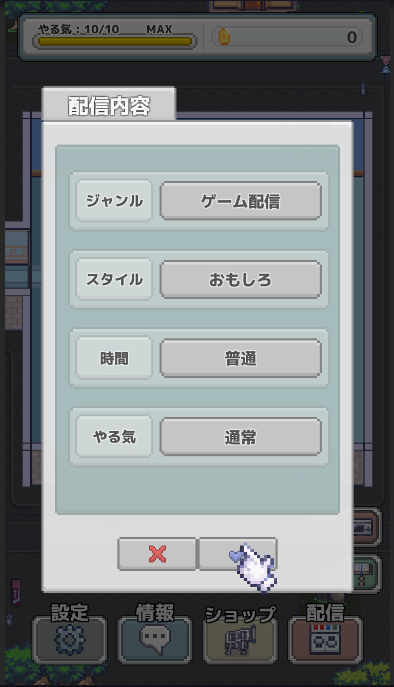 やる気：10/10 MAX
0
配信内容
ジャンル ゲーム配信
スタイル おもしろ
時間 普通
やる気 通常
設定 情報 ショップ 配信